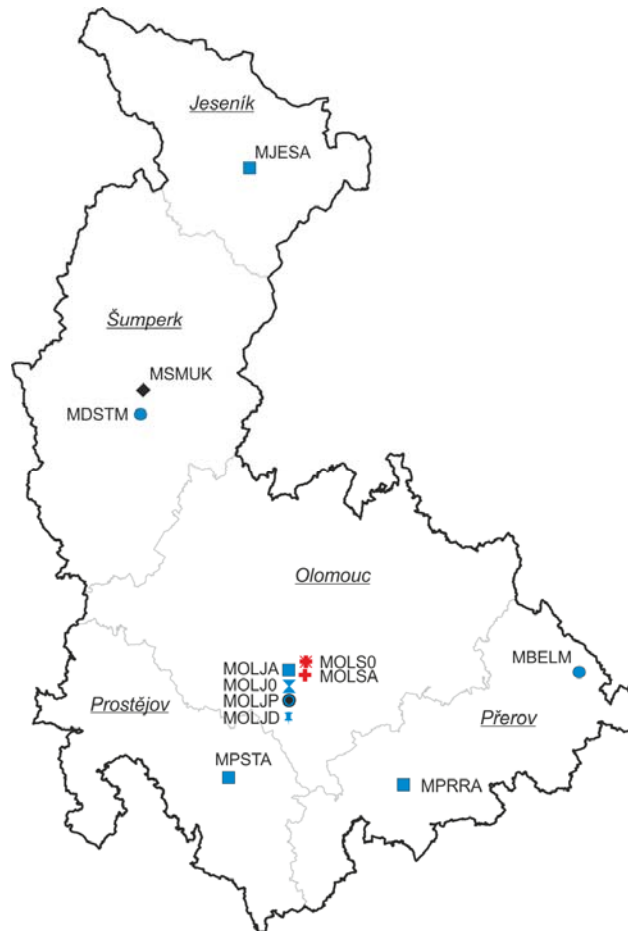 Jeseník
MJESA
Šumperk
MSMUK
MDSTM
Olomouc
MOLJA
MOLS0
MOLSA
MOLJ0
MOLJP
MOLJD
MBELM
Prostějov
Přerov
MPSTA
MPRRA